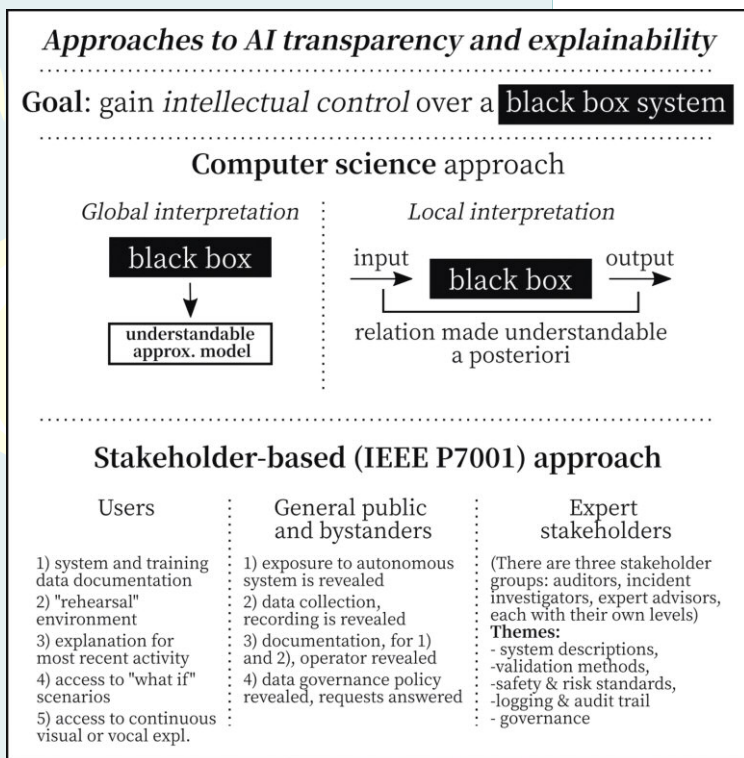 Approaches to AI transparency and explainability
Goal: gain intellectual control over a black box system
Computer science approach
Global interpretation
black box
understandable
approx. model
Local interpretation
input
black box
output
relation made understandable
a posteriori
Stakeholder-based (IEEE P7001) approach
Users
1) system and training
data documentation
2) "rehearsal"
environment
3) explanation for
most recent activity
4) access to "what if"
scenarios
5) access to continuous
visual or vocal expl.
General public
and bystanders
1) exposure to autonomous
system is revealed
2) data collection,
recording is revealed
3) documentation, for 1)
and 2), operator revealed
4) data governance policy
revealed, requests answered
Expert
stakeholders
(There are three stakeholder
groups: auditors, incident
investigators, expert advisors,
each with their own levels)
Themes:
- system descriptions,
-validation methods,
-safety & risk standards,
-logging & audit trail
- governance